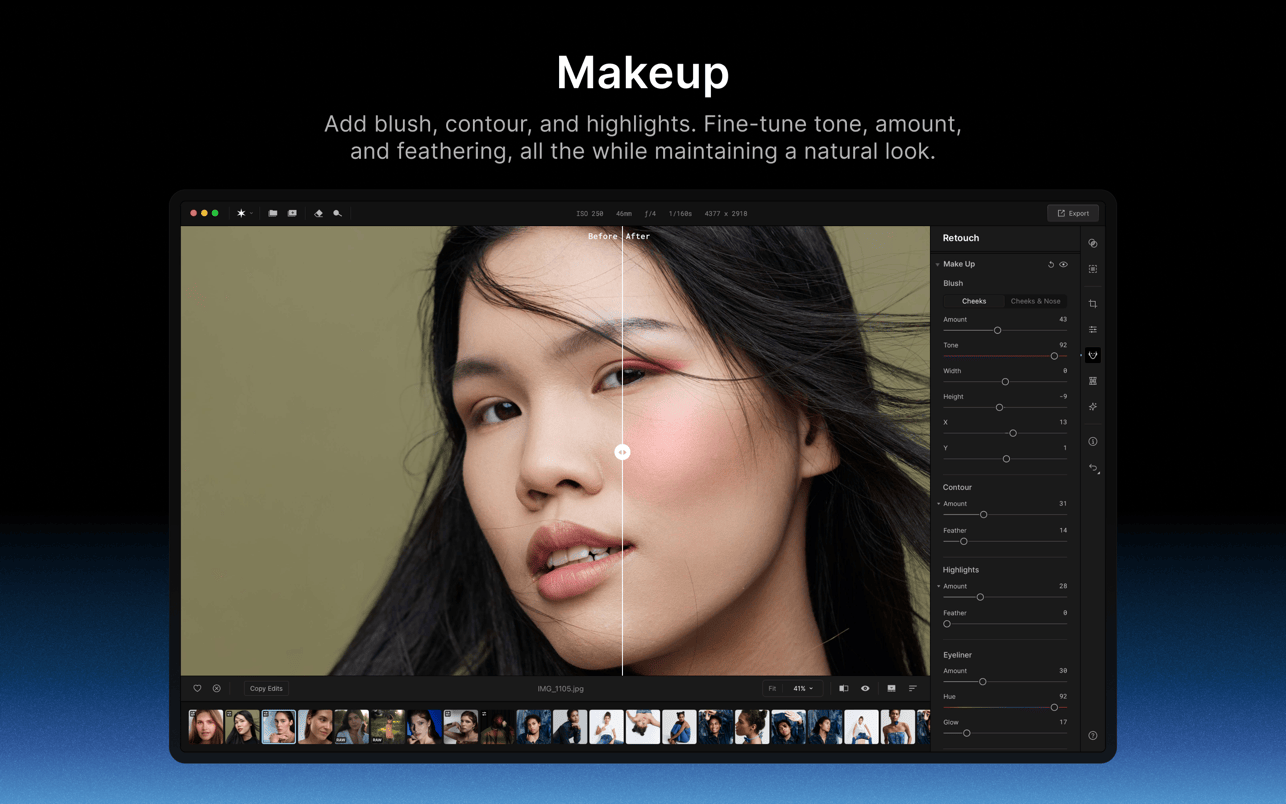 Makeup
Add blush, contour, and highlights. Fine-tune tone, amount,
and feathering, all the while maintaining a natural look.
ISO 250 46mm ƒ/4 1/160s 4377 x 2918
Export
Before After
Retouch
Make Up
Blush
Cheeks Cheeks & Nose
Amount 43
Tone 92
Width 0
Height -9
X 13
Y 1
Contour
Amount 31
Feather 14
Highlights
Amount 28
Feather 0
Eyeliner
Amount 30
Hue 92
Glow 17
Copy Edits
IMG_1105.jpg
Fit 41%
RAW
RAW